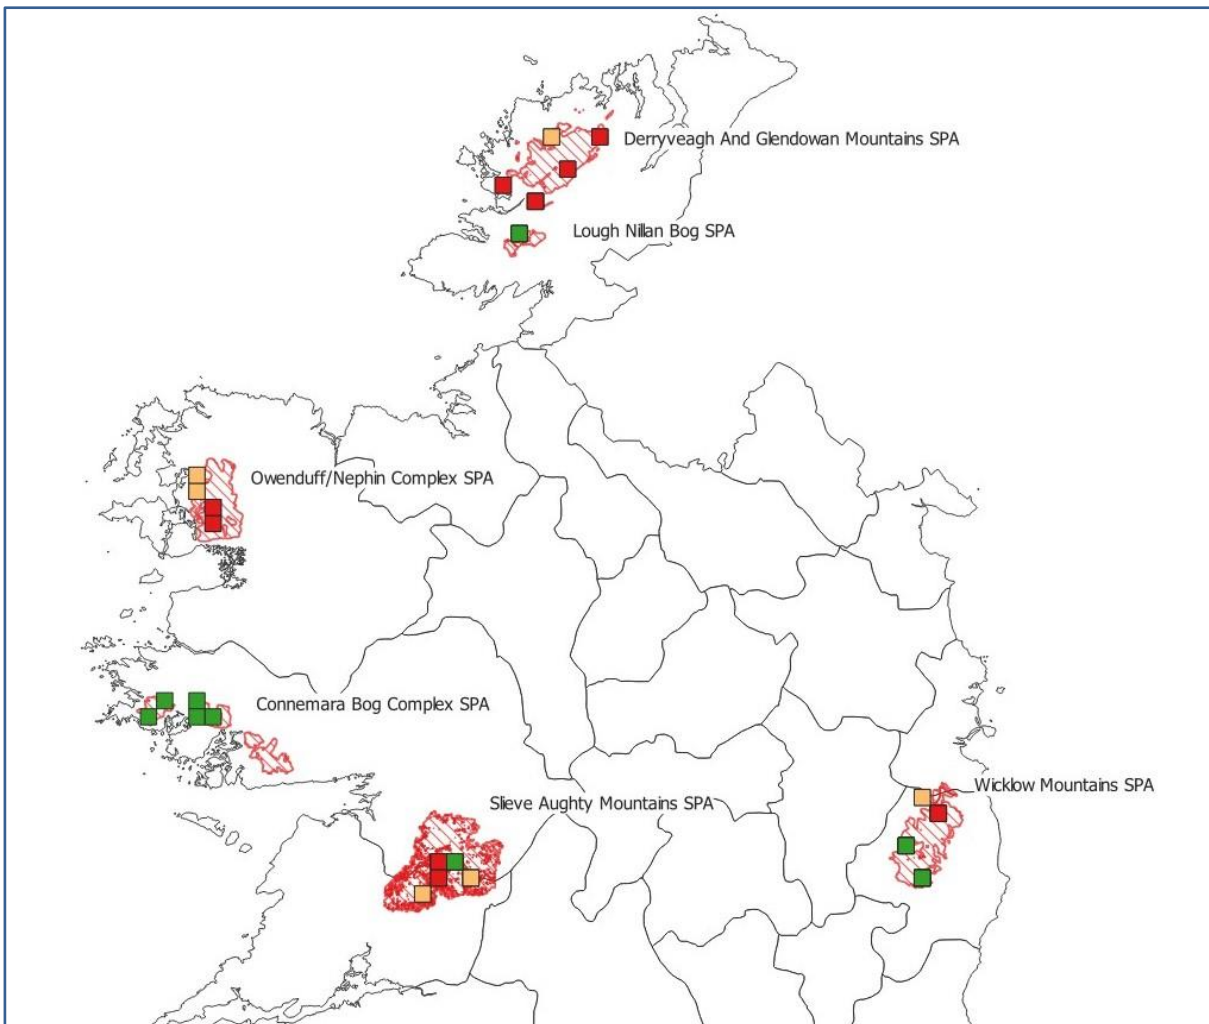 Derryveagh And Glendowan Mountains SPA
Lough Nillan Bog SPA
Owenduff/Nephin Complex SPA
Connemara Bog Complex SPA
Wicklow Mountains SPA
Slieve Aughty Mountains SPA